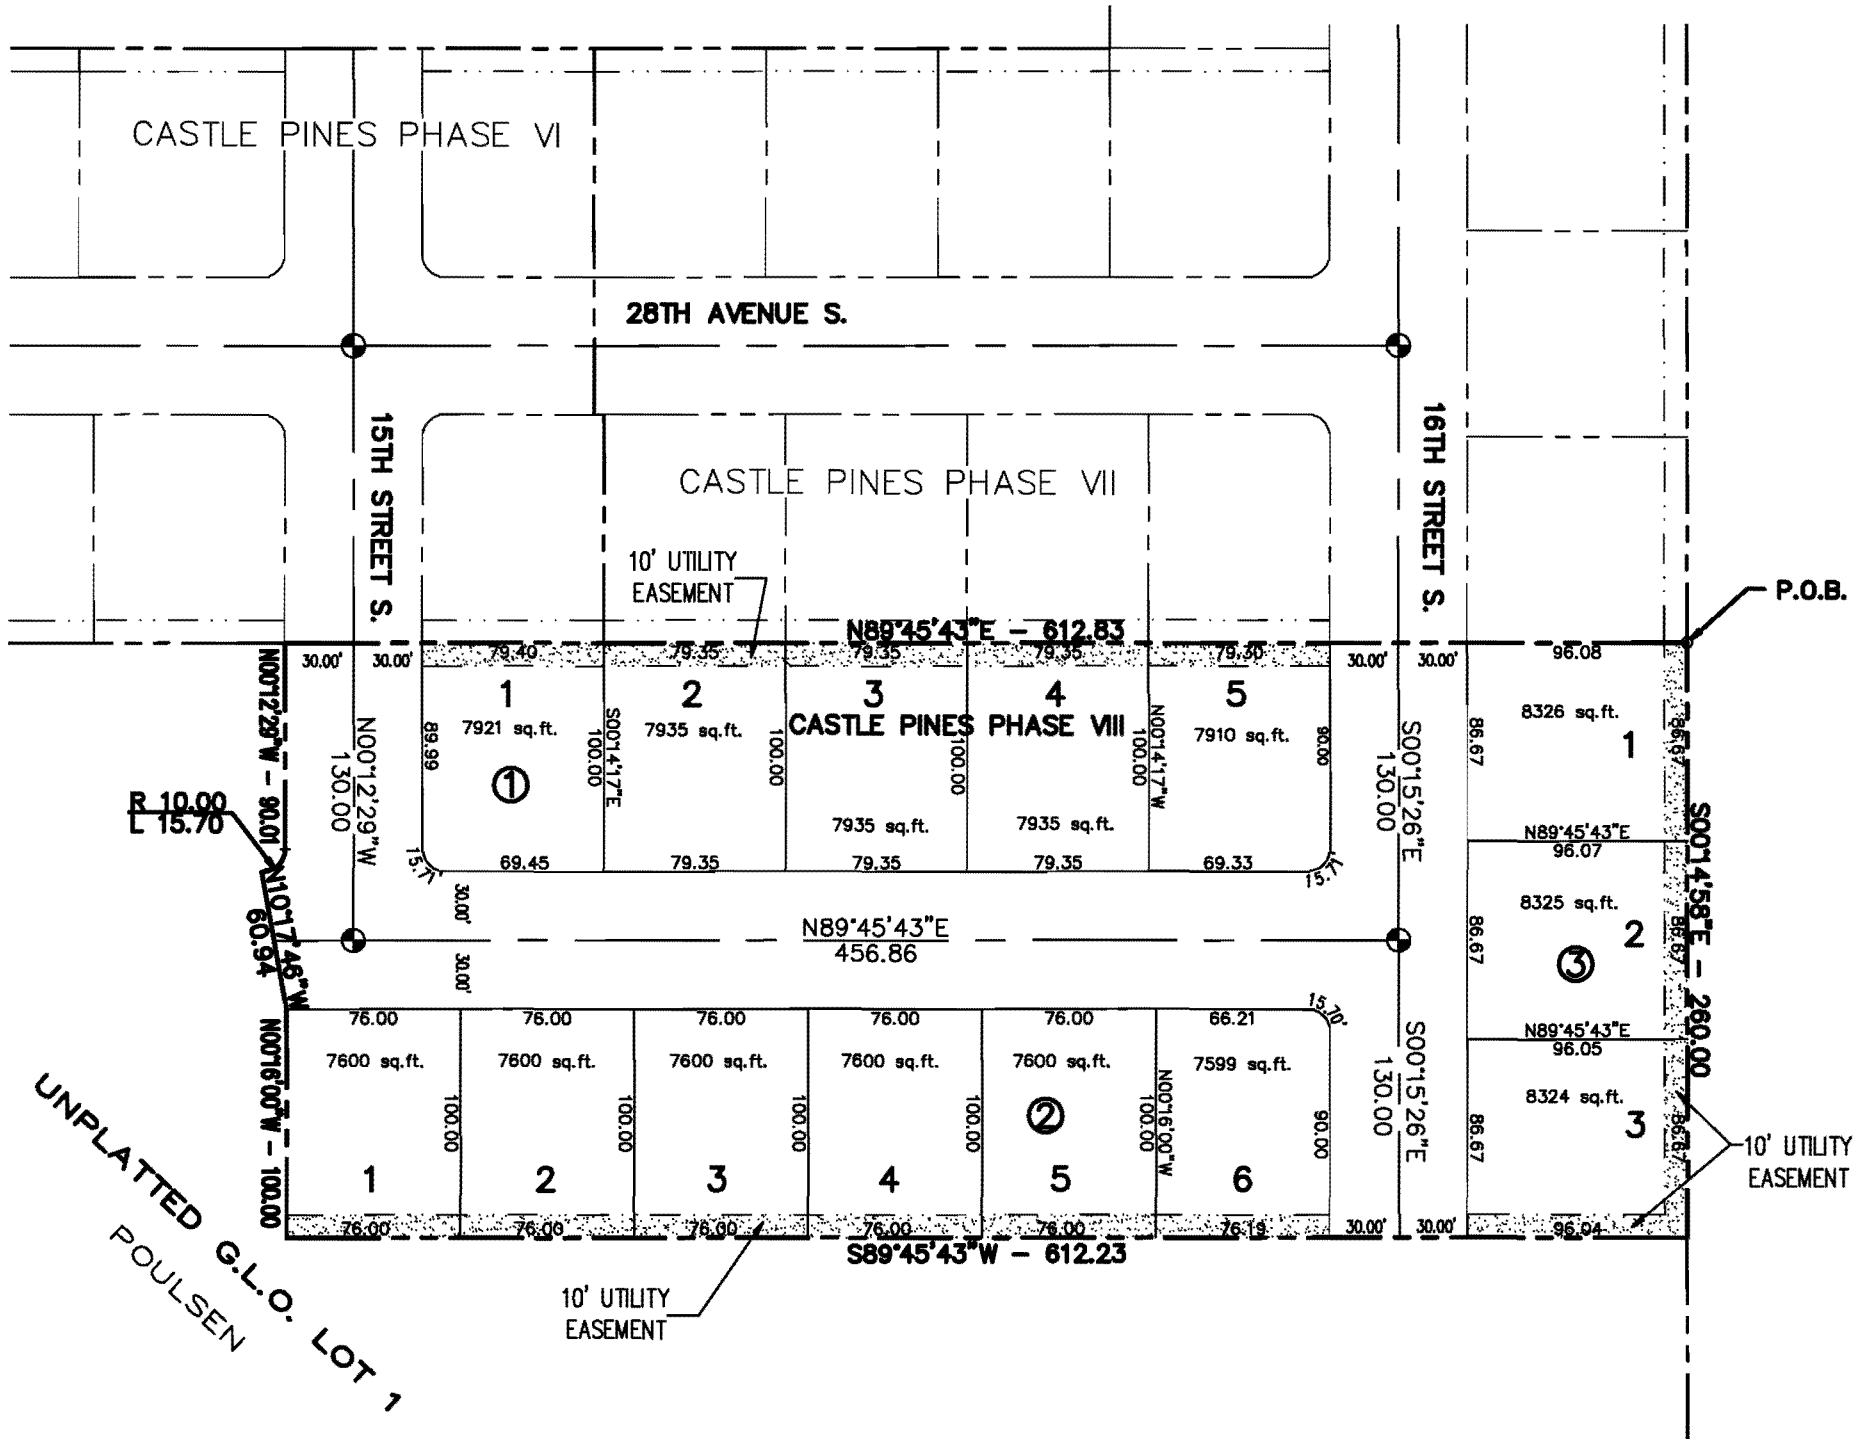 CASTLE PINES PHASE VI
28TH AVENUE S.
15TH STREET S.
16TH STREET S.
CASTLE PINES PHASE VII
10' UTILITY
EASEMENT
P.O.B.
N89°45'43"E - 612.83
30.00'
30.00'
79.40
79.35
79.35
79.35
79.30
30.00'
30.00'
96.08
N00°12'29"W - 90.01
N00°12'29"W
130.00
R 10.00
L 15.70
N10°17'46"W
60.94
1
7921 sq.ft.
89.99
S00°14'17"E
100.00
1
2
7935 sq.ft.
100.00
3
CASTLE PINES PHASE VIII
7935 sq.ft.
100.00
4
7935 sq.ft.
N00°14'17"W
100.00
5
7910 sq.ft.
90.00
15.71
69.45
79.35
79.35
79.35
69.33
15.71
S00°15'26"E
130.00
8326 sq.ft.
1
86.67
86.67
N89°45'43"E
96.07
8325 sq.ft.
2
86.67
86.67
3
S00°14'58"E - 260.00
N89°45'43"E
96.05
8324 sq.ft.
3
86.67
86.67
10' UTILITY
EASEMENT
30.00'
N89°45'43"E
456.86
30.00'
76.00
76.00
76.00
76.00
76.00
66.21
15.70'
7600 sq.ft.
7600 sq.ft.
7600 sq.ft.
7600 sq.ft.
7600 sq.ft.
7599 sq.ft.
N00°16'00"W - 100.00
100.00
100.00
100.00
100.00
2
100.00
N00°16'00"W
90.00
S00°15'26"E
130.00
1
2
3
4
5
6
76.00
76.00
76.00
76.00
76.00
76.19
30.00'
30.00'
96.04
S89°45'43"W - 612.23
10' UTILITY
EASEMENT
UNPLATTED G.L.O. LOT 1
POULSEN